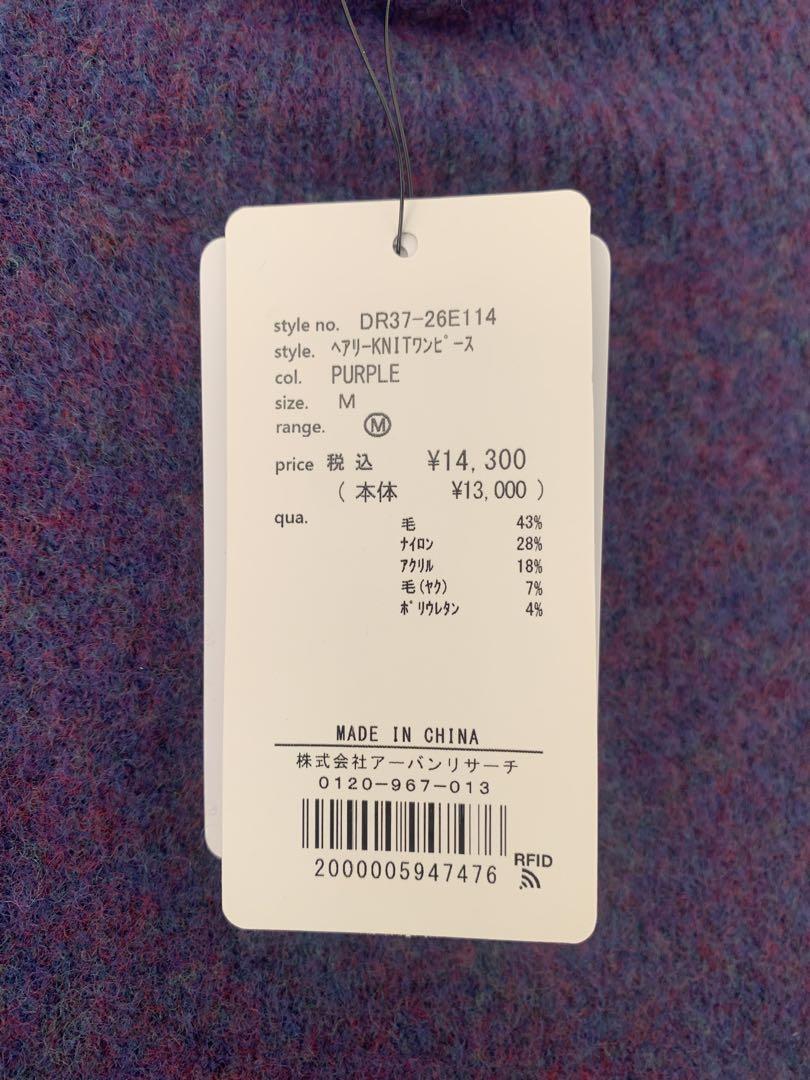 style no. DR37-26E114
style. ﾍｱﾘｰKNITﾜﾝﾋﾟｰｽ
col. PURPLE
size. M
range. Ⓜ
price 税込 ¥14,300
(本体 ¥13,000)
qua. 毛 43%
ﾅｲﾛﾝ 28%
ｱｸﾘﾙ 18%
毛(ﾔｸ) 7%
ﾎﾟﾘｳﾚﾀﾝ 4%
MADE IN CHINA
株式会社アーバンリサーチ
0120-967-013
RFID
2000005947476